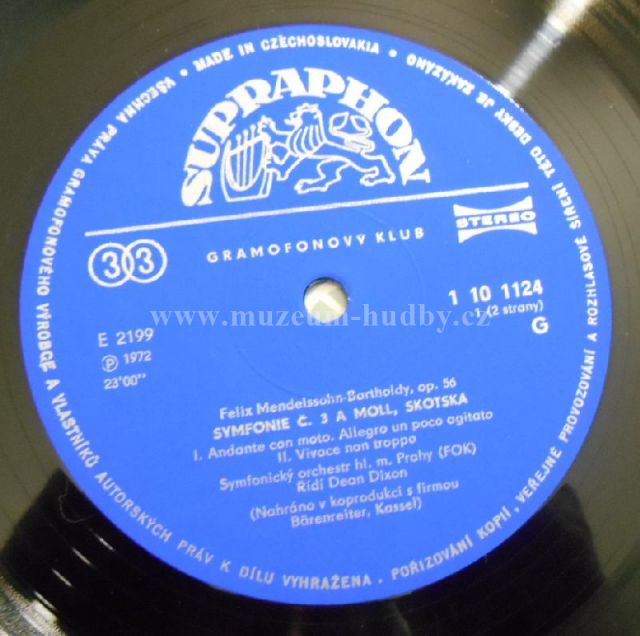 VŠECHNA PRÁVA GRAMOFONOVÉHO VÝROBCE A VLASTNÍKŮ AUTORSKÝCH PRÁV K DÍLU VYHRAŽENA. POŘIZOVÁNÍ KOPIÍ, VEŘEJNÉ PROVOZOVÁNÍ A ROZHLASOVÉ ŠÍŘENÍ TÉTO DESKY JE ZAKÁZÁNO
• MADE IN CZECHOSLOVAKIA •
SUPRAPHON
33
GRAMOFONOVÝ KLUB
STEREO
1 10 1124
1/(2 strany)
G
www.muzeum-hudby.cz
E 2199
Ⓟ 1972
23'00"
Felix Mendelssohn-Bartholdy, op. 56
SYMFONIE Č. 3 A MOLL, SKOTSKÁ
I. Andante con moto. Allegro un poco agitato
II. Vivace non troppo
Symfonický orchestr hl. m. Prahy (FOK)
Řídí Dean Dixon
(Nahráno v koprodukci s firmou
Bärenreiter, Kassel)